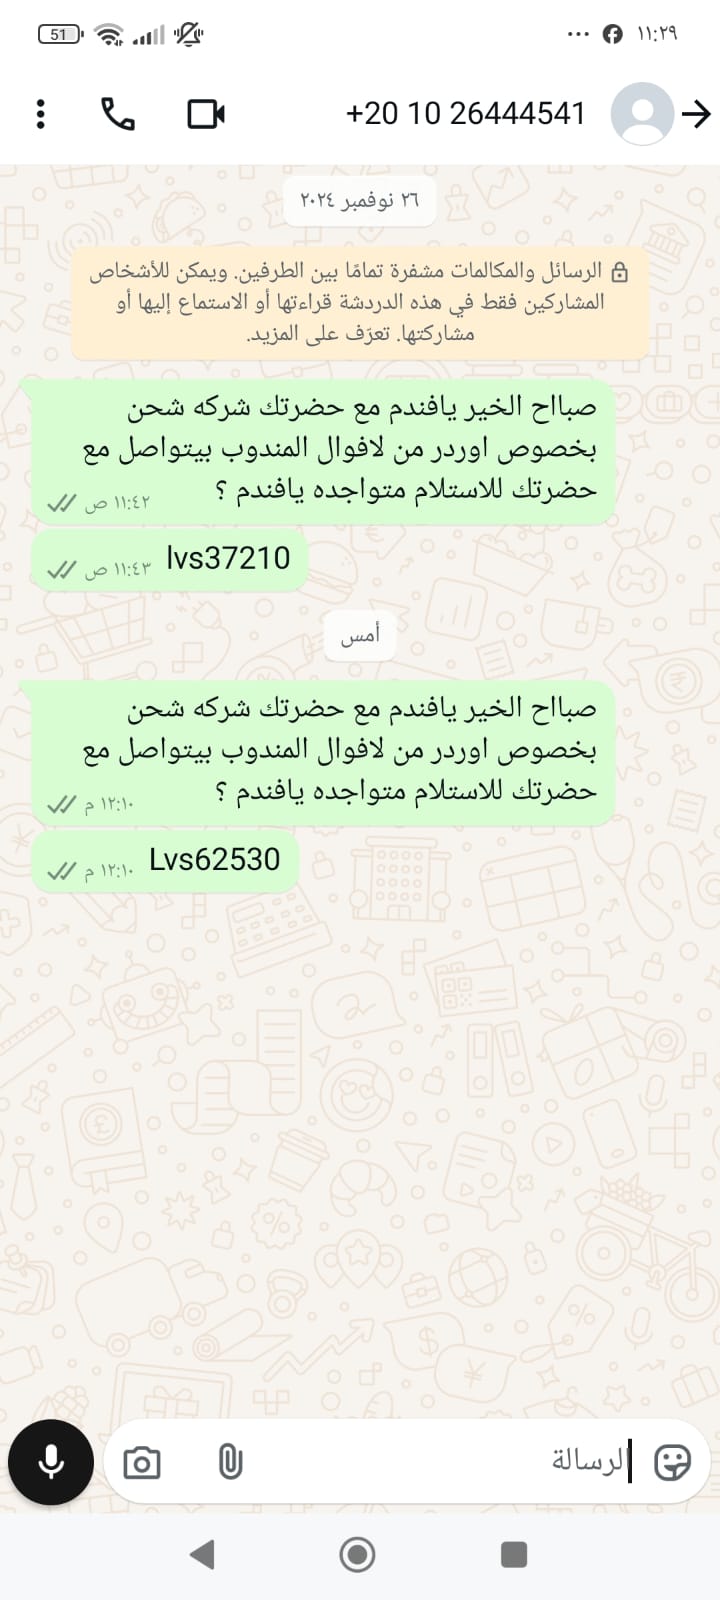 ١١:٢٩
51
+20 10 26444541
٢٦ نوفمبر ٢٠٢٤
الرسائل والمكالمات مشفرة تمامًا بين الطرفين. ويمكن للأشخاص
المشاركين فقط في هذه الدردشة قراءتها أو الاستماع إليها أو
مشاركتها. تعرّف على المزيد.
صبااح الخير يافندم مع حضرتك شركه شحن
بخصوص اوردر من لافوال المندوب بيتواصل مع
حضرتك للاستلام متواجده يافندم ؟
١١:٤٢ ص
lvs37210
١١:٤٣ ص
أمس
صبااح الخير يافندم مع حضرتك شركه شحن
بخصوص اوردر من لافوال المندوب بيتواصل مع
حضرتك للاستلام متواجده يافندم ؟
١٢:١٠ م
Lvs62530
١٢:١٠ م
الرسالة